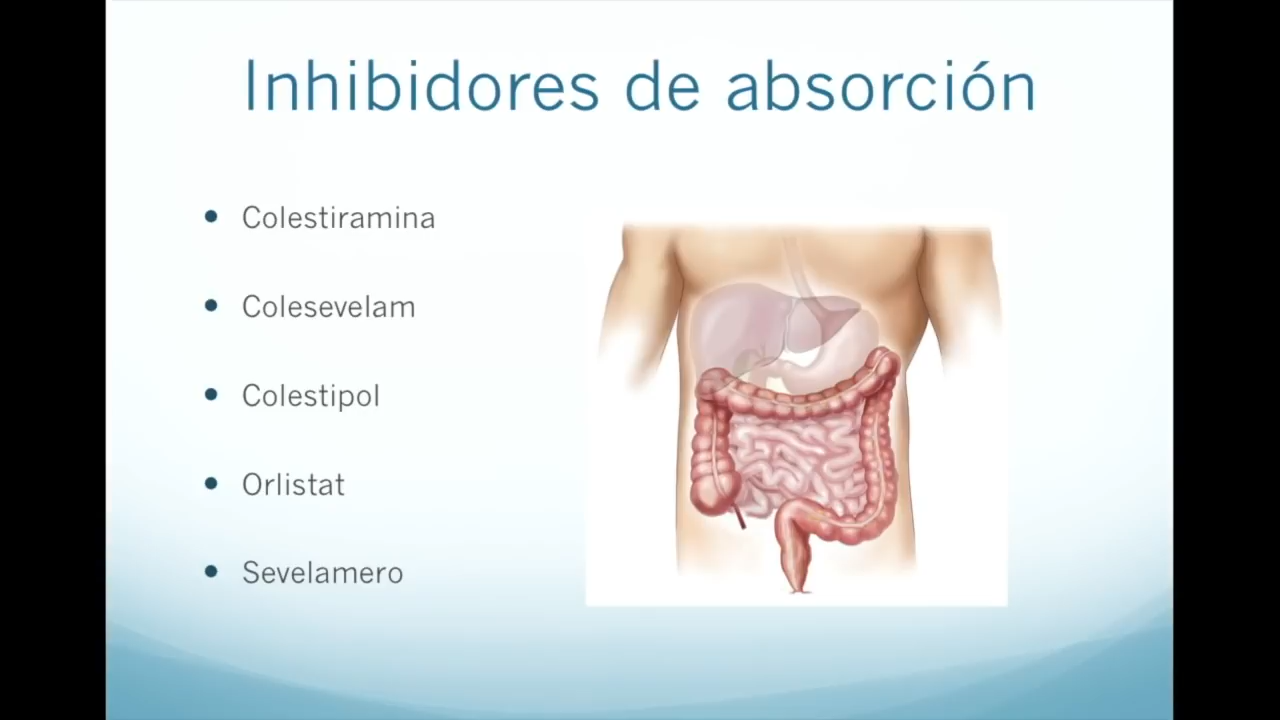 Inhibidores de absorción
• Colestiramina
• Colesevelam
• Colestipol
• Orlistat
• Sevelamero